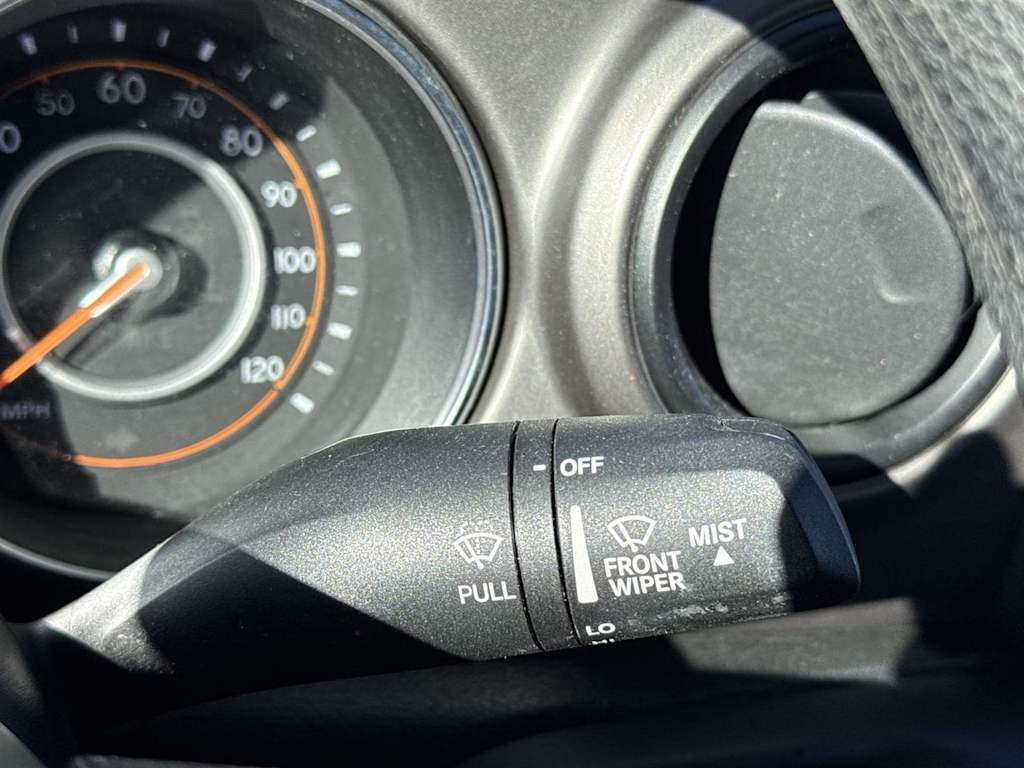 50
60
70
80
90
100
110
120
MPH
OFF
PULL
FRONT
WIPER
MIST
LO